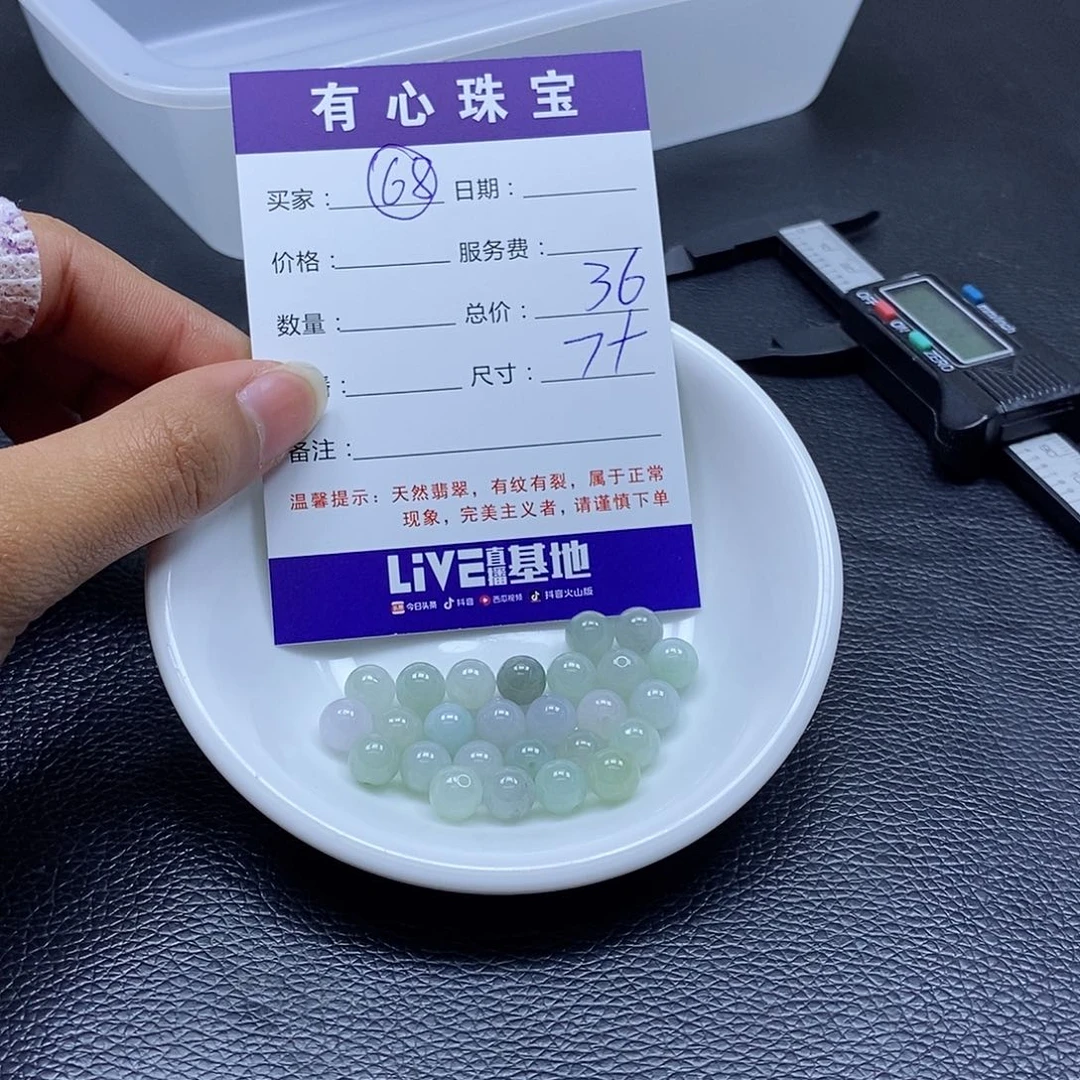 有心珠宝
买家： 68 日期：
价格： 服务费：
数量： 总价： 36
尺寸： 7+
备注：
温馨提示：天然翡翠，有纹有裂，属于正常
现象，完美主义者，请谨慎下单
LiVE直播基地
今日头条 抖音 西瓜视频 抖音火山版
OFF ON ZERO